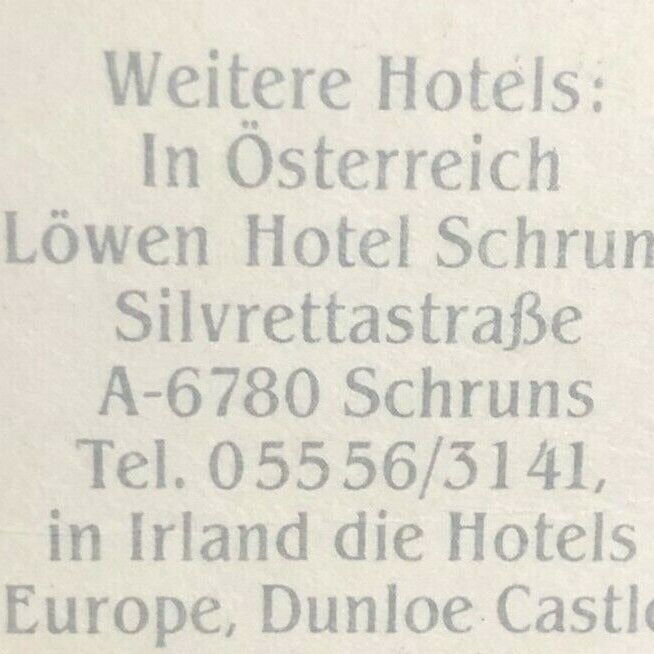 Weitere Hotels:
In Österreich
Löwen Hotel Schrun
Silvrettastraße
A-6780 Schruns
Tel. 05556/3141,
in Irland die Hotels
Europe, Dunloe Castle